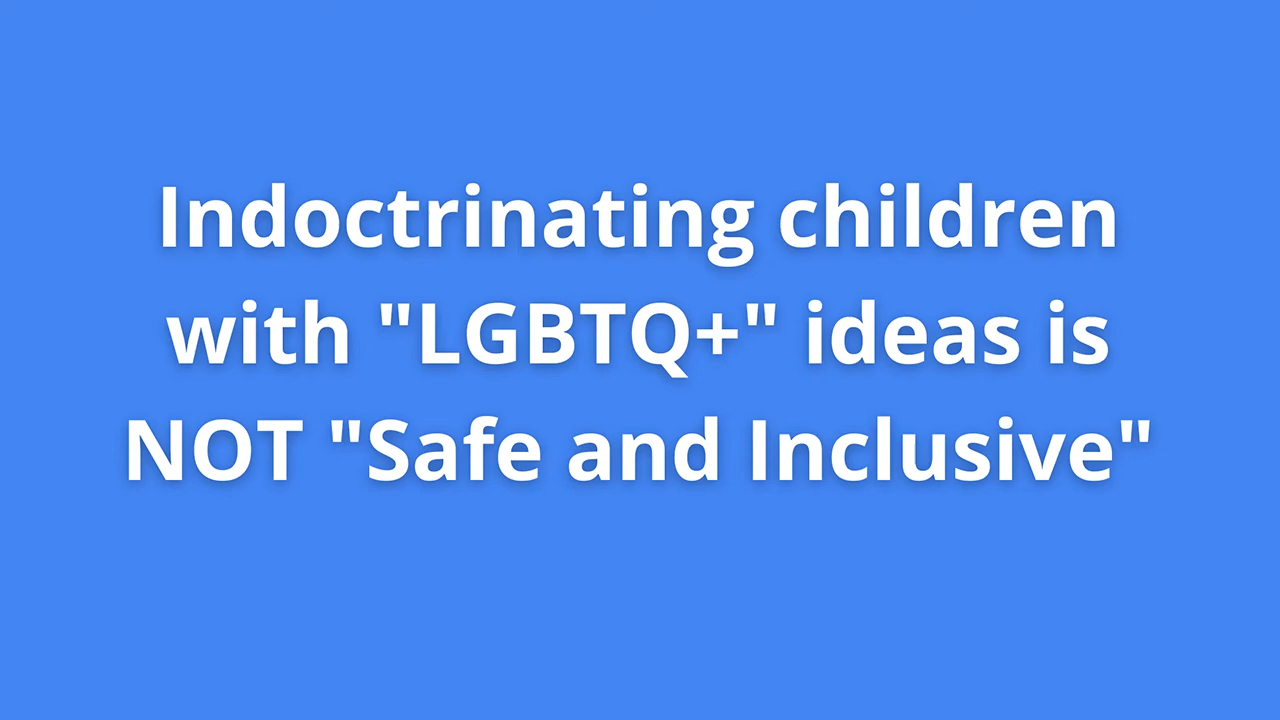 Indoctrinating children
with "LGBTQ+" ideas is
NOT "Safe and Inclusive"